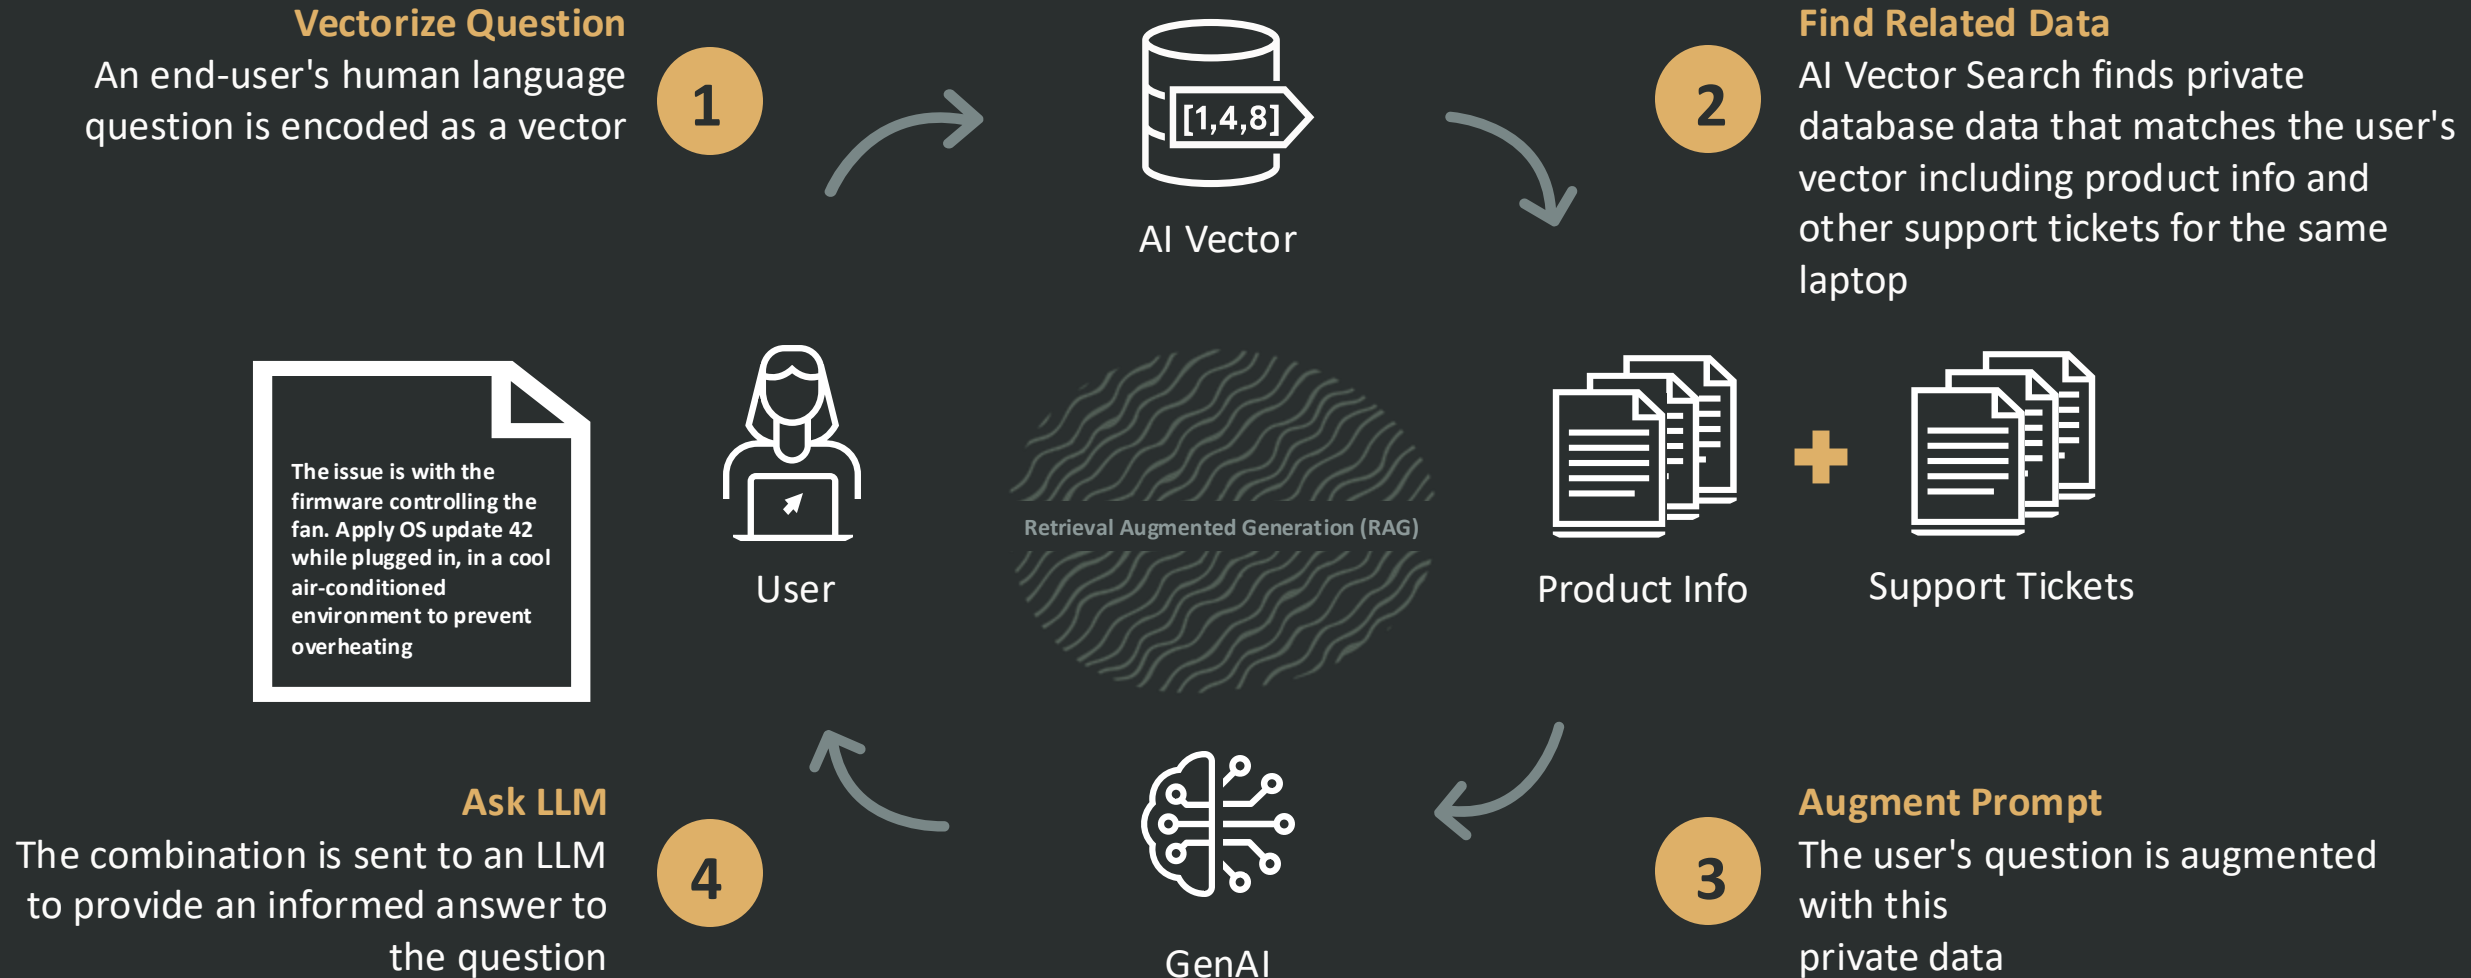 Vectorize Question
An end-user's human language
question is encoded as a vector
1
[1,4,8]
AI Vector
2
Find Related Data
AI Vector Search finds private
database data that matches the user's
vector including product info and
other support tickets for the same
laptop
The issue is with the
firmware controlling the
fan. Apply OS update 42
while plugged in, in a cool
air-conditioned
environment to prevent
overheating
User
Retrieval Augmented Generation (RAG)
Product Info
Support Tickets
Ask LLM
The combination is sent to an LLM
to provide an informed answer to
the question
4
GenAI
3
Augment Prompt
The user's question is augmented
with this
private data